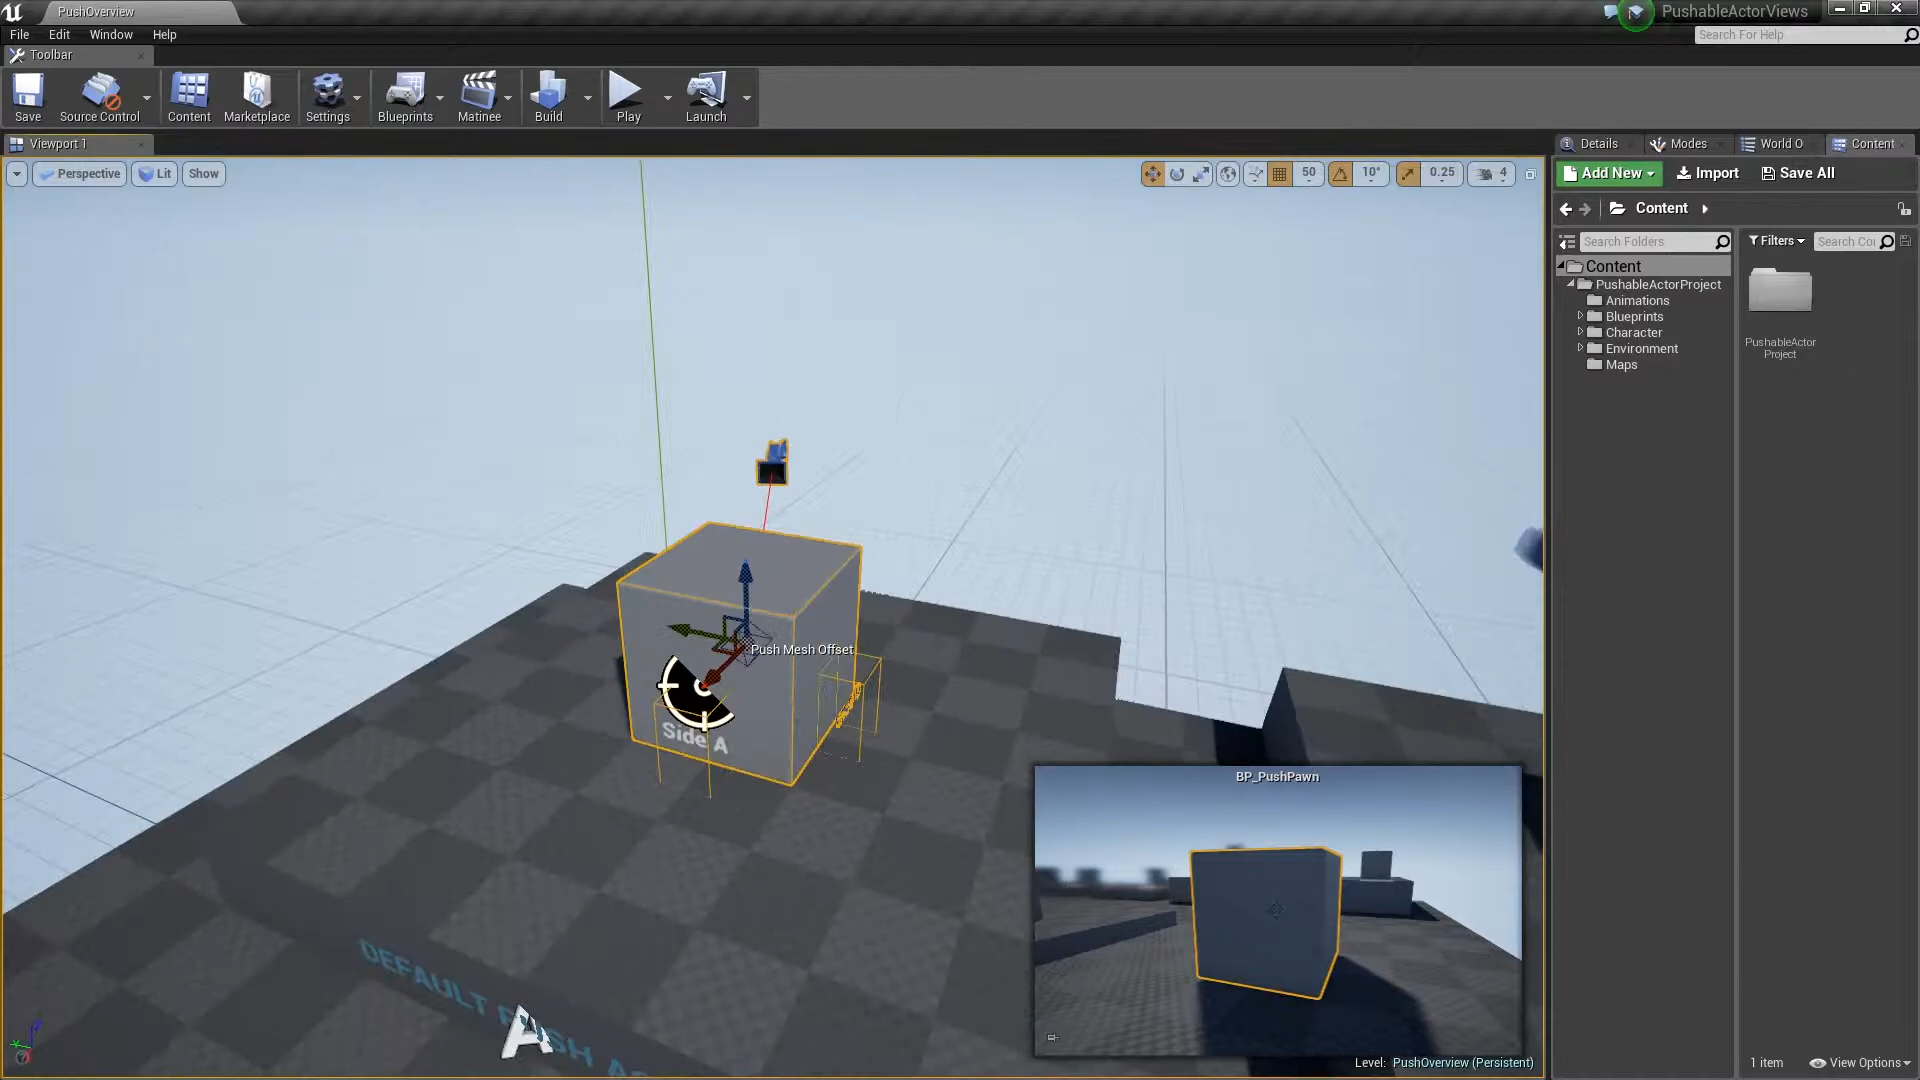 PushOverview
PushableActorViews
File Edit Window Help
Search For Help
Toolbar
Save Source Control Content Marketplace Settings Blueprints Matinee Build Play Launch
Viewport 1
Details Modes World O Content
Perspective Lit Show
50 10° 0.25 4
Add New Import Save All
Content
Search Folders Filters Search Co
Content
PushableActorProject
Animations
Blueprints
Character
Environment
Maps
PushableActor
Project
Push Mesh Offset
Side A
BP_PushPawn
DEFAULT PUSH
A
Level: PushOverview (Persistent)
1 item View Options